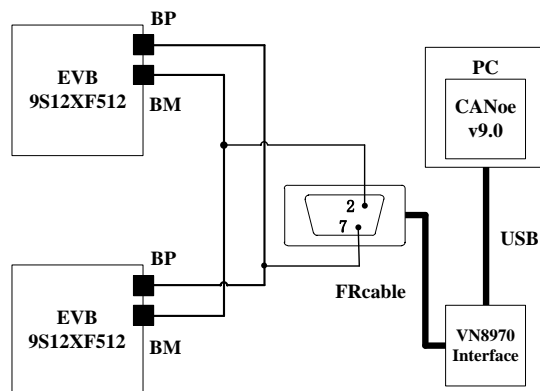 BP
EVB
9S12XF512
BM
PC
CANoe
v9.0
2
7
USB
BP
FRcable
EVB
9S12XF512
BM
VN8970
Interface